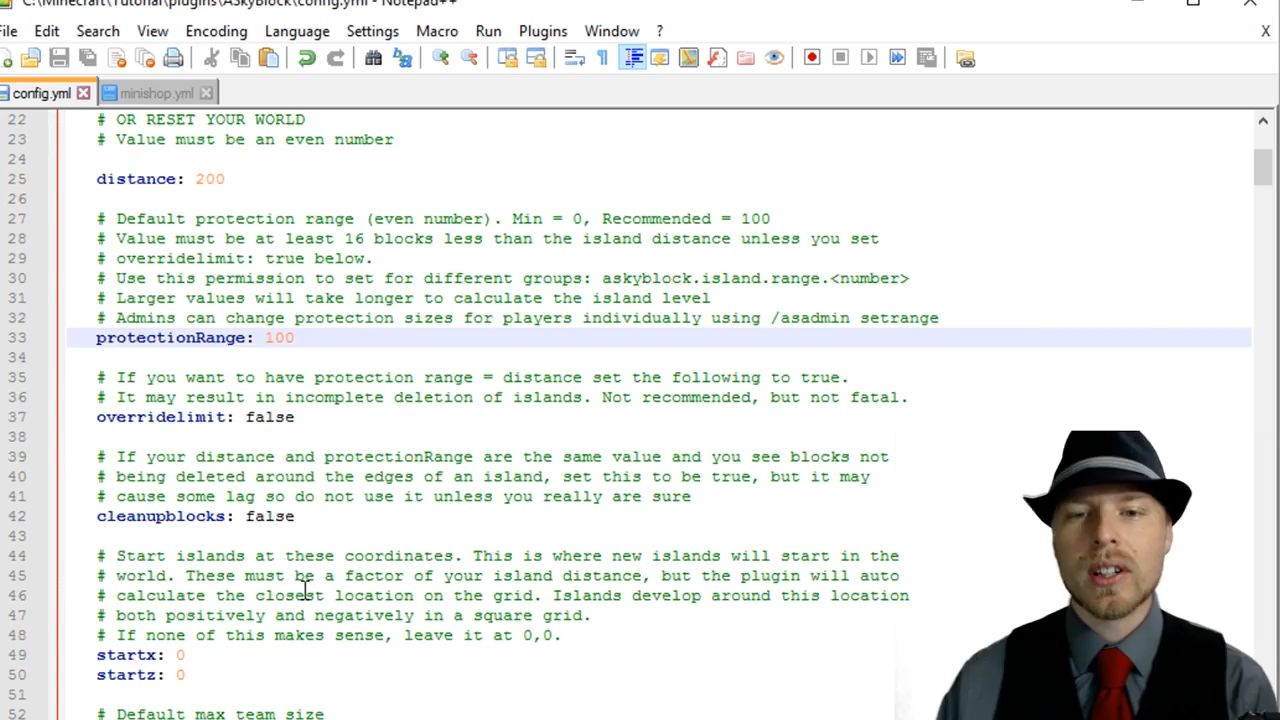 C:\Minecraft\Tutorial\plugins\ASkyBlock\config.yml - Notepad++
File Edit Search View Encoding Language Settings Macro Run Plugins Window ? X
config.yml minishop.yml
22 # OR RESET YOUR WORLD
23 # Value must be an even number
24
25 distance: 200
26
27 # Default protection range (even number). Min = 0, Recommended = 100
28 # Value must be at least 16 blocks less than the island distance unless you set
29 # overridelimit: true below.
30 # Use this permission to set for different groups: askyblock.island.range.<number>
31 # Larger values will take longer to calculate the island level
32 # Admins can change protection sizes for players individually using /asadmin setrange
33 protectionRange: 100
34
35 # If you want to have protection range = distance set the following to true.
36 # It may result in incomplete deletion of islands. Not recommended, but not fatal.
37 overridelimit: false
38
39 # If your distance and protectionRange are the same value and you see blocks not
40 # being deleted around the edges of an island, set this to be true, but it may
41 # cause some lag so do not use it unless you really are sure
42 cleanupblocks: false
43
44 # Start islands at these coordinates. This is where new islands will start in the
45 # world. These must be a factor of your island distance, but the plugin will auto
46 # calculate the closest location on the grid. Islands develop around this location
47 # both positively and negatively in a square grid.
48 # If none of this makes sense, leave it at 0,0.
49 startx: 0
50 startz: 0
51
52 # Default max team size